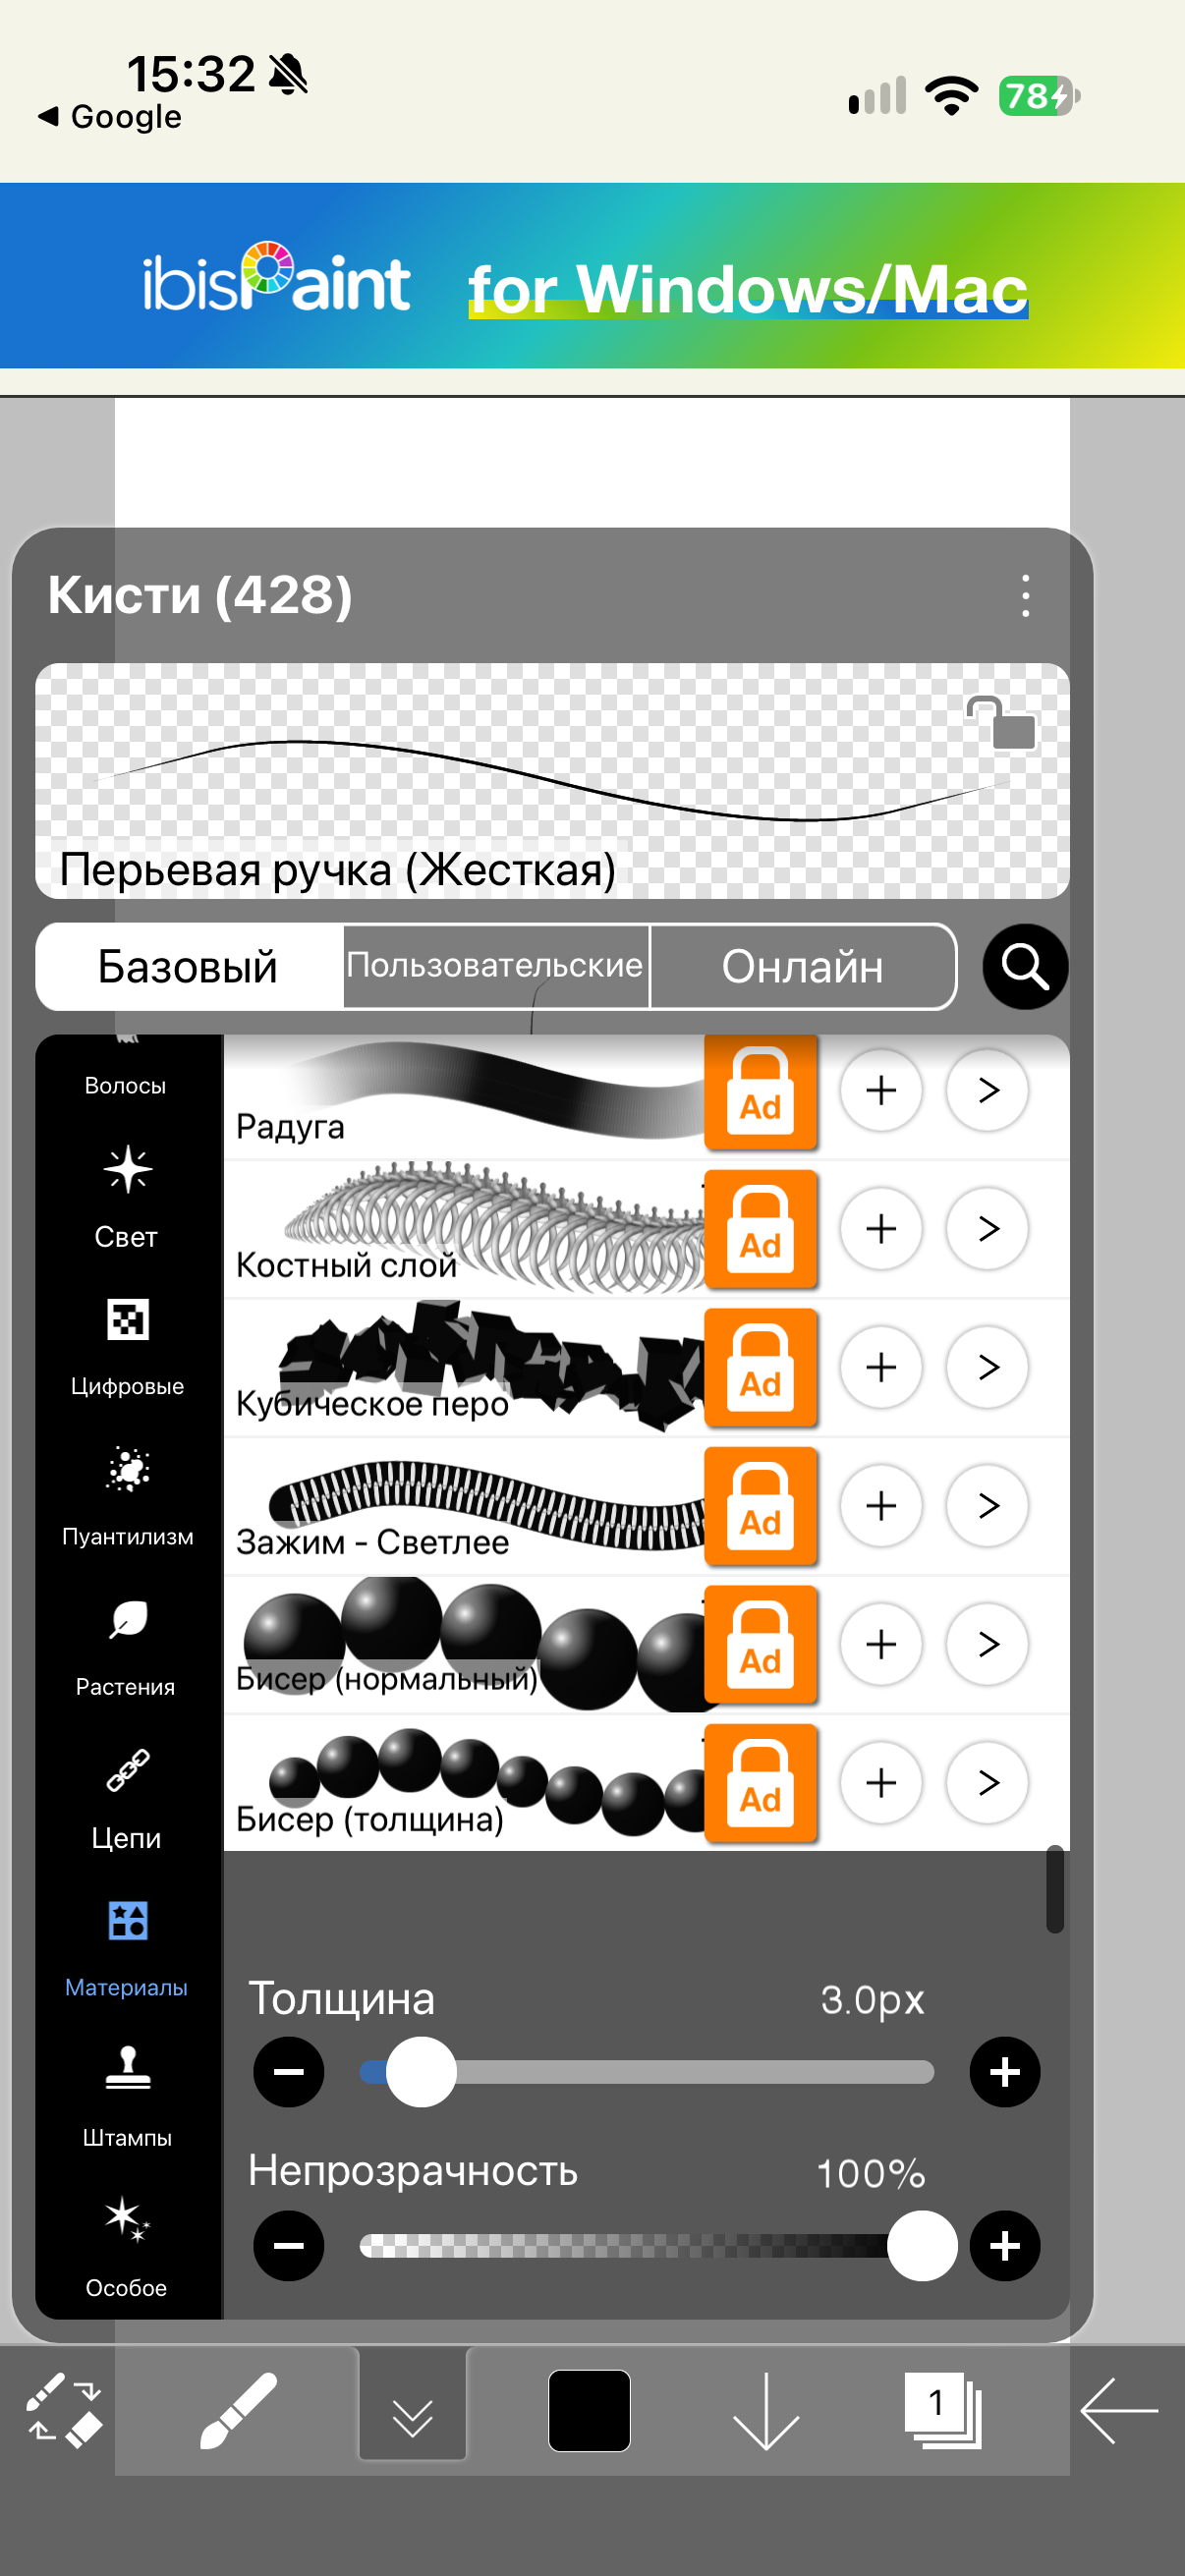 15:32
◀ Google
78
ibisPaint for Windows/Mac
Кисти (428)
Перьевая ручка (Жесткая)
Базовый
Пользовательские
Онлайн
Волосы
Свет
Цифровые
Пуантилизм
Растения
Цепи
Материалы
Штампы
Особое
Радуга
Ad
Костный слой
Ad
Кубическое перо
Ad
Зажим - Светлее
Ad
Бисер (нормальный)
Ad
Бисер (толщина)
Ad
Толщина 3.0px
Непрозрачность 100%
1